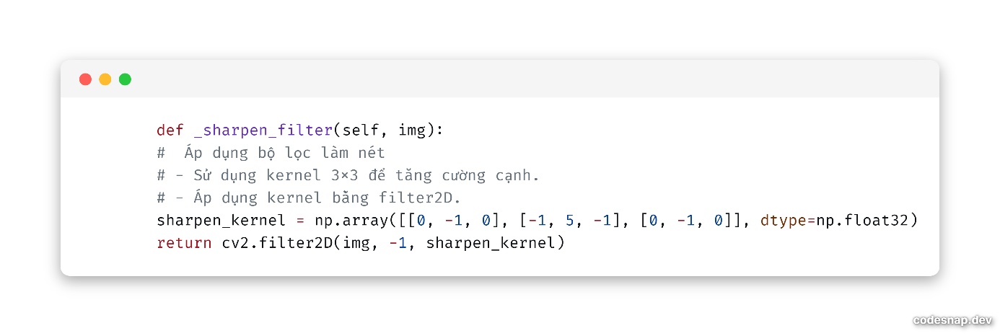 def _sharpen_filter(self, img):
#  Áp dụng bộ lọc làm nét
# - Sử dụng kernel 3×3 để tăng cường cạnh.
# - Áp dụng kernel bằng filter2D.
sharpen_kernel = np.array([[0, -1, 0], [-1, 5, -1], [0, -1, 0]], dtype=np.float32)
return cv2.filter2D(img, -1, sharpen_kernel)
codesnap.dev